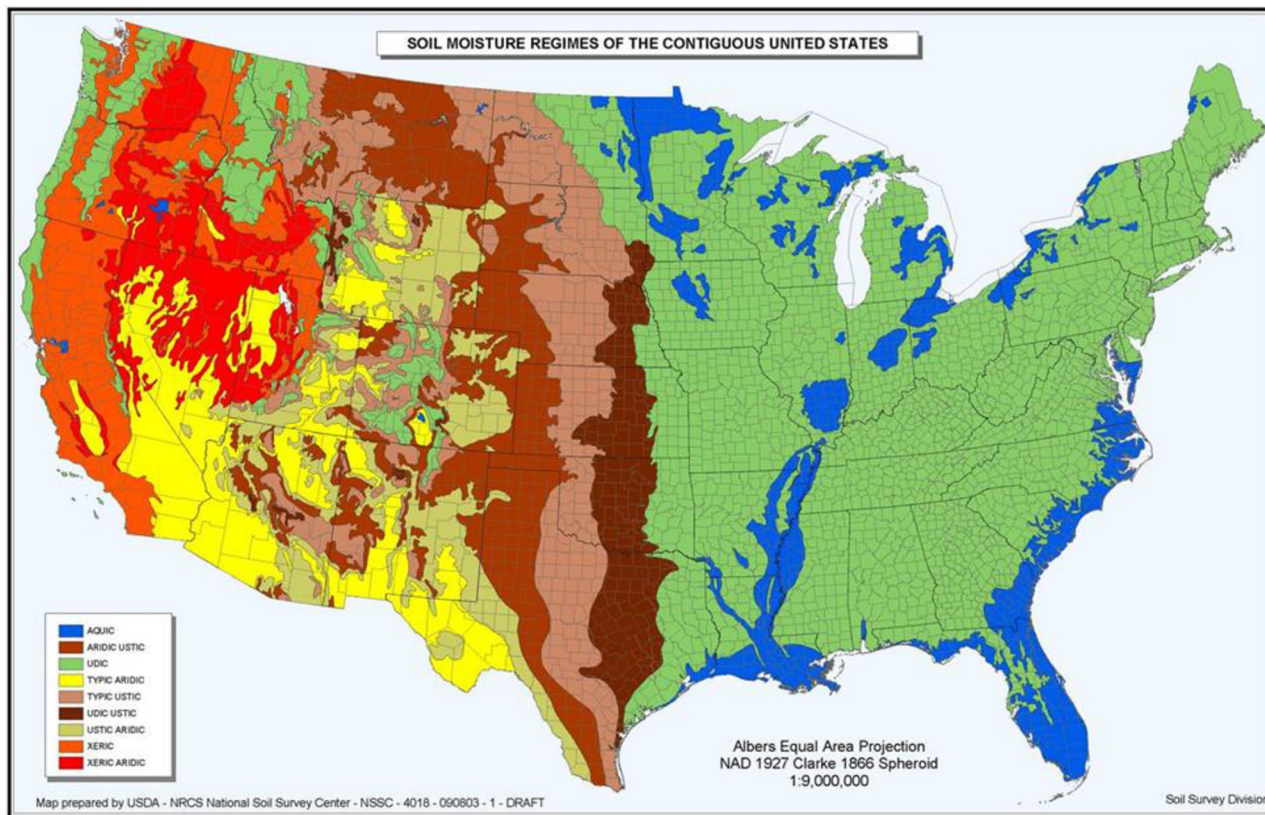 SOIL MOISTURE REGIMES OF THE CONTIGUOUS UNITED STATES
AQUIC
ARIDIC USTIC
UDIC
TYPIC ARIDIC
TYPIC USTIC
UDIC USTIC
USTIC ARIDIC
XERIC
XERIC ARIDIC
Albers Equal Area Projection
NAD 1927 Clarke 1866 Spheroid
1:9,000,000
Map prepared by USDA - NRCS National Soil Survey Center - NSSC - 4018 - 090803 - 1 - DRAFT
Soil Survey Division